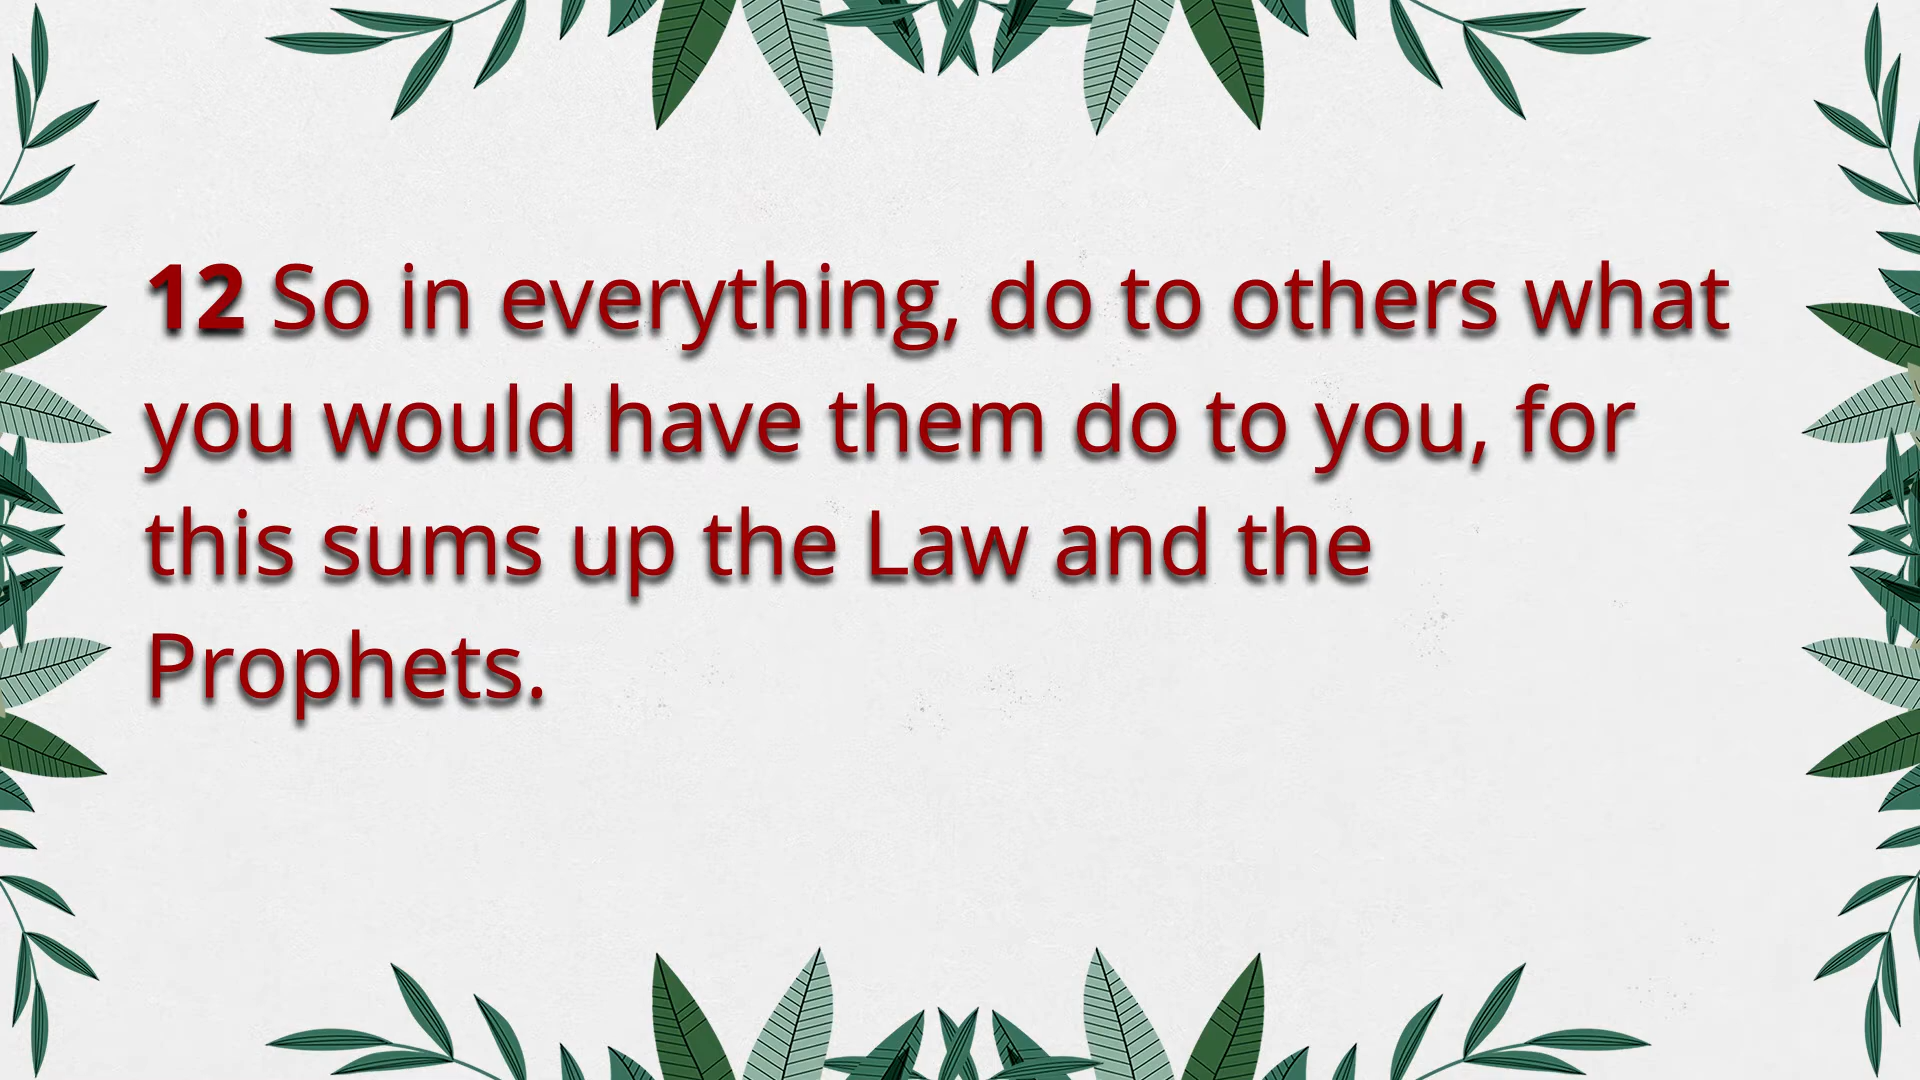 12 So in everything, do to others what
you would have them do to you, for
this sums up the Law and the
Prophets.